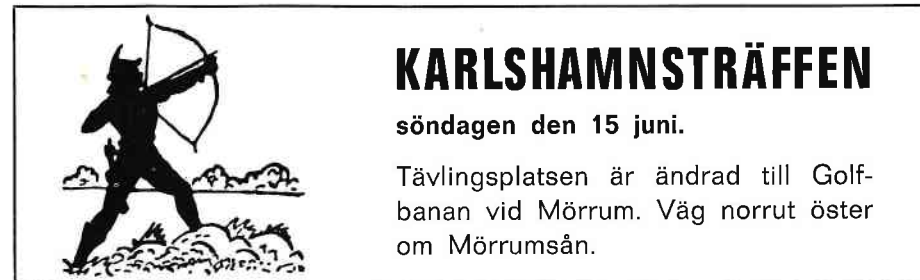 KARLSHAMNSTRÄFFEN
söndagen den 15 juni.
Tävlingsplatsen är ändrad till Golf-
banan vid Mörrum. Väg norrut öster
om Mörrumsån.